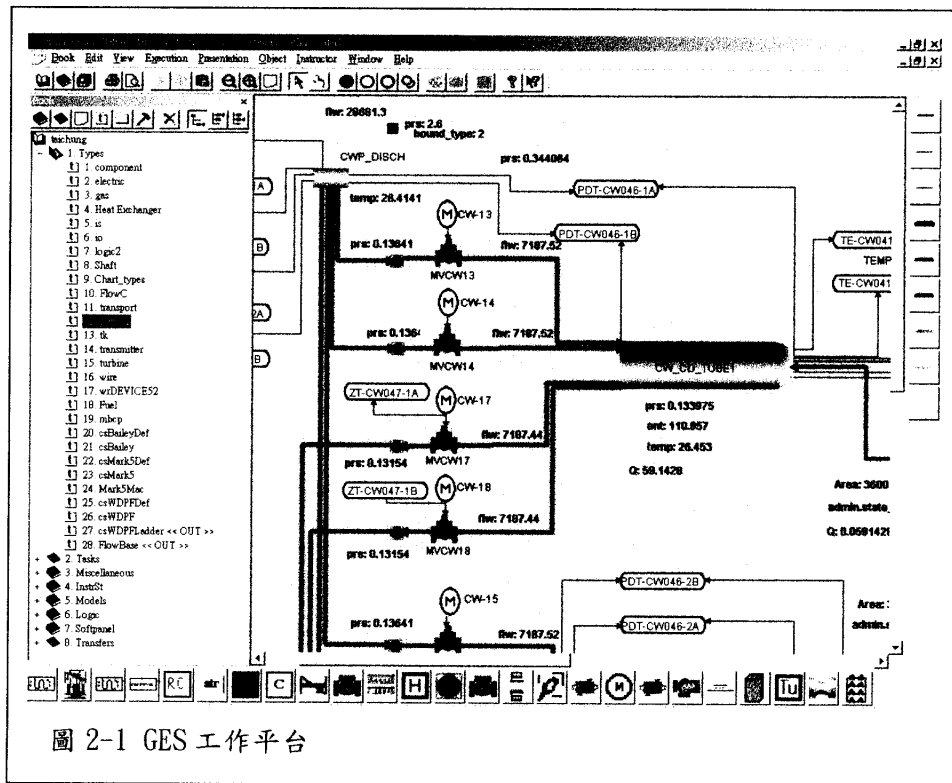 Book Edit View Execution Presentation Object Instructor Window Help
taichung
1. Types
1. component
2. electric
3. gas
4. Heat Exchanger
5. is
6. io
7. logic2
8. Shaft
9. Chart_types
10. FlowC
11. transport
13. tk
14. transmitter
15. turbine
16. wire
17. wrDEVICE52
18. Fuel
19. mbcp
20. csBaileyDef
21. csBailey
22. csMark5Def
23. csMark5
24. Mark5Mac
25. csWDPFDef
26. csWDPF
27. csWDPFLadder << OUT >>
28. FlowBase << OUT >>
2. Tasks
3. Miscellaneous
4. InstrSt
5. Models
6. Logic
7. Softpanel
8. Transfers
flw: 28681.3
prs: 2.6
bound_type: 2
CWP_DISCH
prs: 0.344064
PDT-CW046-1A
1A
temp: 26.4141
M
CW-13
PDT-CW046-1B
TE-CW041
TEMP
B
prs: 0.13641
flw: 7187.52
MVCW13
TE-CW041
M
CW-14
2A
prs: 0.1364
flw: 7187.52
MVCW14
CW_CD_TUBE1
B
ZT-CW047-1A
M
CW-17
prs: 0.133975
ent: 110.957
temp: 26.453
Q: 59.1428
flw: 7187.44
prs: 0.13154
MVCW17
ZT-CW047-1B
M
CW-18
Area: 3600
admin.state_
flw: 7187.44
Q: 0.0591428
prs: 0.13154
MVCW18
PDT-CW046-2B
M
CW-15
Area:
PDT-CW046-2A
admin.
prs: 0.13641
flw: 7187.52
RC
str
C
H
M
Tu
圖 2-1 GES 工作平台